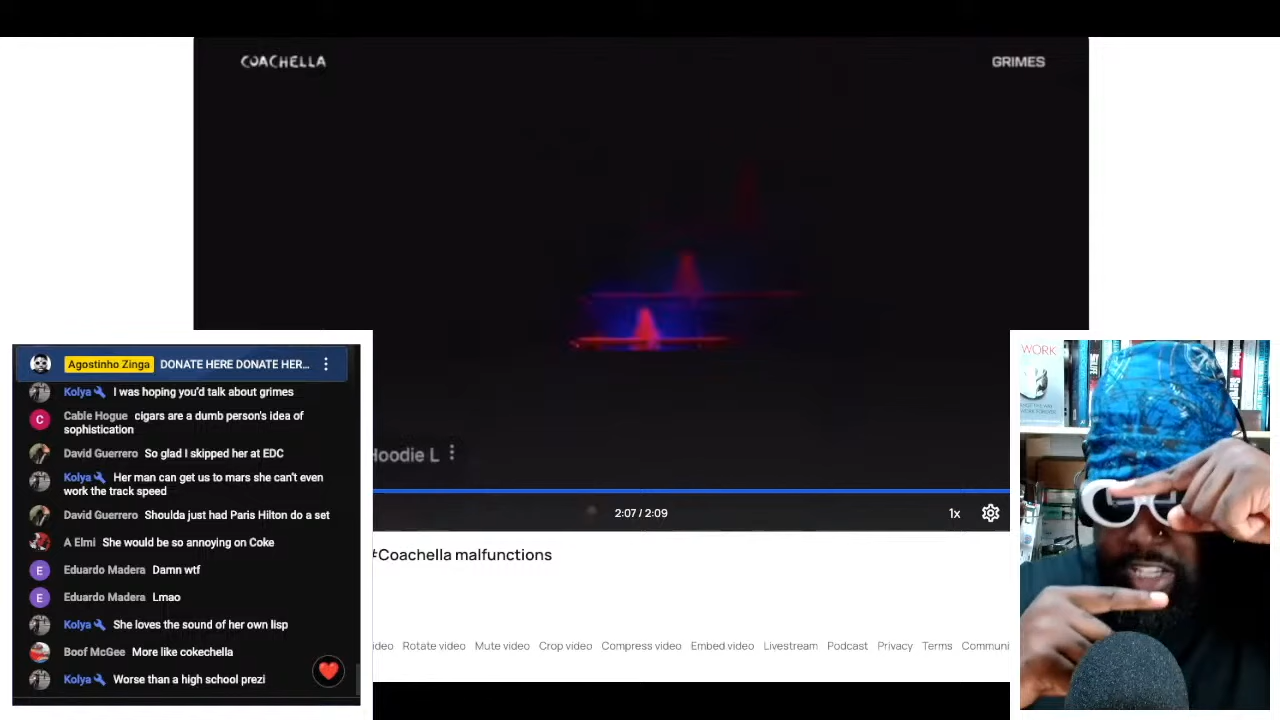 COACHELLA
GRIMES
Hoodie L
2:07 / 2:09
1x
#Coachella malfunctions
ideo Rotate video Mute video Crop video Compress video Embed video Livestream Podcast Privacy Terms Communi
Agostinho Zinga DONATE HERE DONATE HER...
Kolya I was hoping you'd talk about grimes
Cable Hogue cigars are a dumb person's idea of
sophistication
David Guerrero So glad I skipped her at EDC
Kolya Her man can get us to mars she can't even
work the track speed
David Guerrero Shoulda just had Paris Hilton do a set
A Elmi She would be so annoying on Coke
E
Eduardo Madera Damn wtf
E
Eduardo Madera Lmao
Kolya She loves the sound of her own lisp
Boof McGee More like cokechella
Kolya Worse than a high school prezi
C
WORK